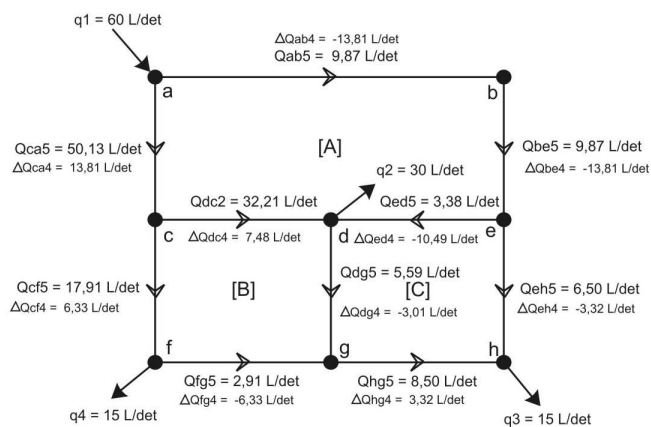 q1 = 60 L/det
ΔQab4 = -13,81 L/det
Qab5 = 9,87 L/det
a
b
Qca5 = 50,13 L/det
ΔQca4 = 13,81 L/det
[A]
Qbe5 = 9,87 L/det
ΔQbe4 = -13,81 L/det
q2 = 30 L/det
Qdc2 = 32,21 L/det
Qed5 = 3,38 L/det
c
ΔQdc4 = 7,48 L/det
d
ΔQed4 = -10,49 L/det
e
Qcf5 = 17,91 L/det
ΔQcf4 = 6,33 L/det
[B]
Qdg5 = 5,59 L/det
[C]
ΔQdg4 = -3,01 L/det
Qeh5 = 6,50 L/det
ΔQeh4 = -3,32 L/det
f
g
h
Qfg5 = 2,91 L/det
ΔQfg4 = -6,33 L/det
Qhg5 = 8,50 L/det
ΔQhg4 = 3,32 L/det
q4 = 15 L/det
q3 = 15 L/det